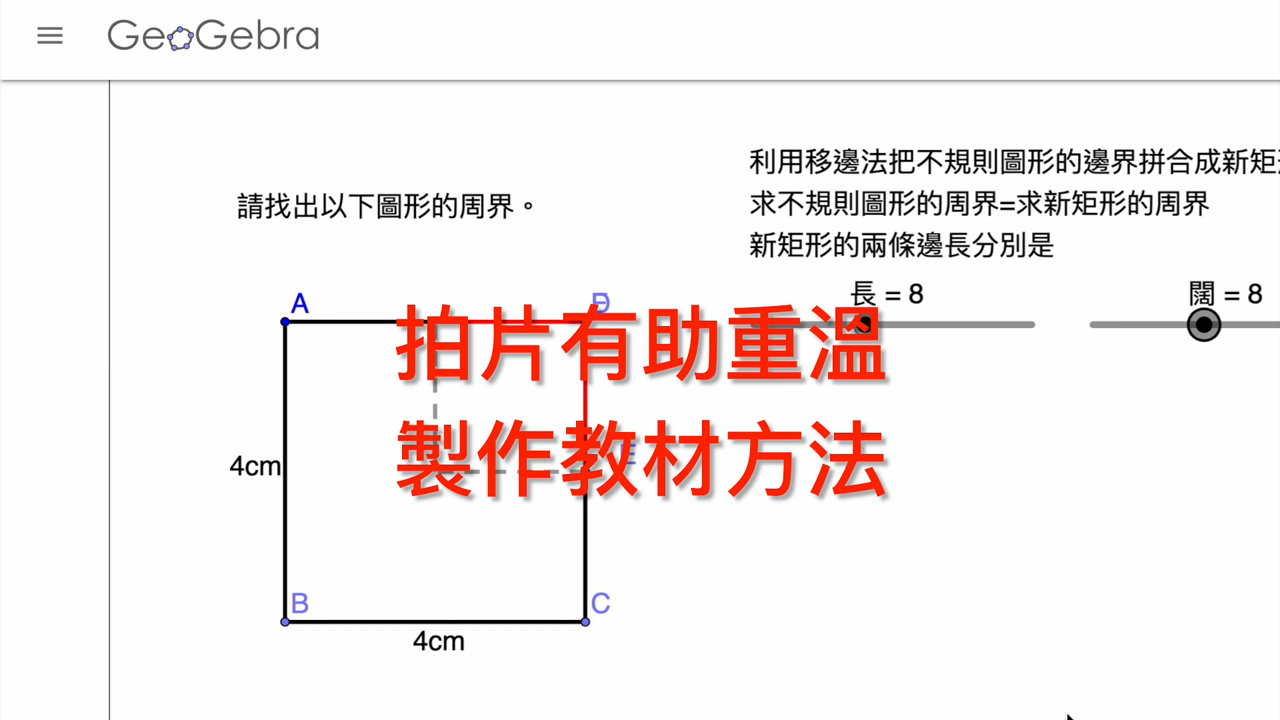 GeoGebra
利用移邊法把不規則圖形的邊界拼合成新矩
求不規則圖形的周界=求新矩形的周界
新矩形的兩條邊長分別是
請找出以下圖形的周界。
長 = 8
闊 = 8
A
D
拍片有助重溫
製作教材方法
E
4cm
B
C
4cm